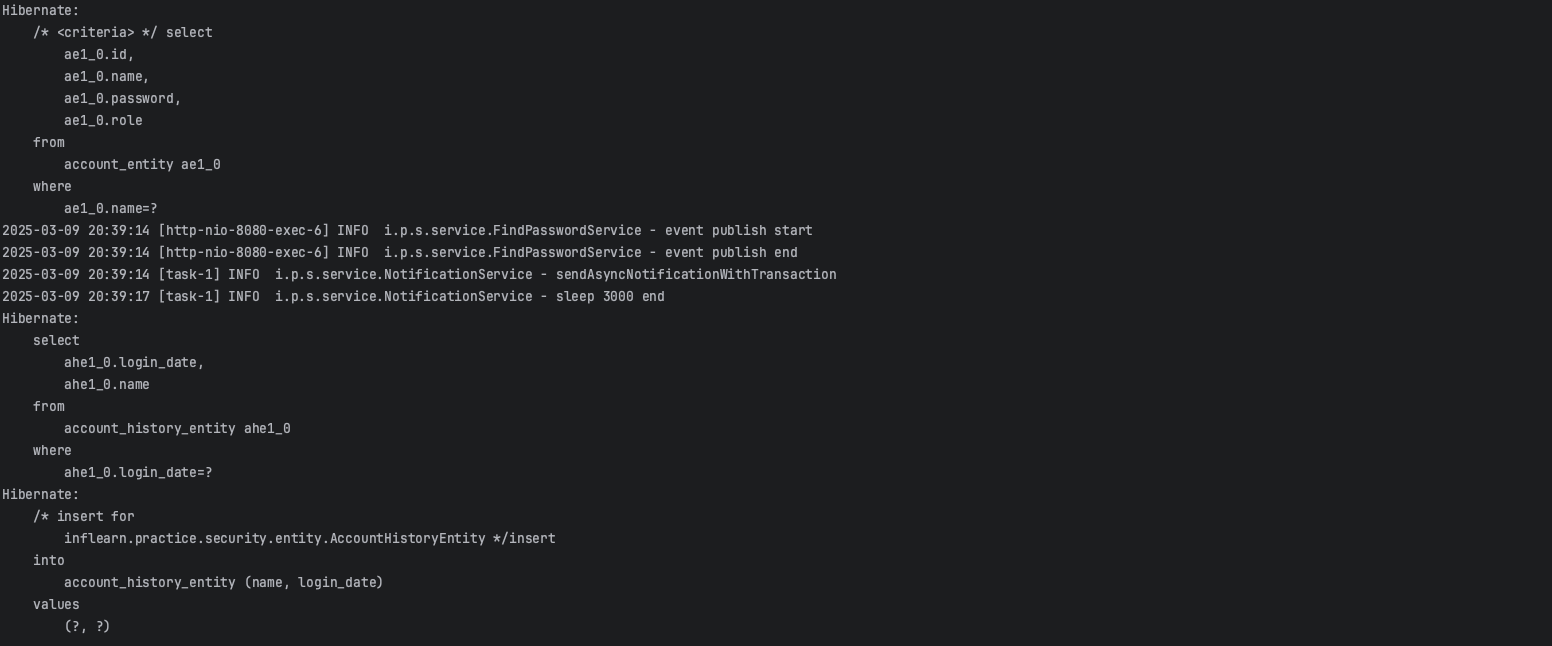 Hibernate:
    /* <criteria> */ select
        ae1_0.id,
        ae1_0.name,
        ae1_0.password,
        ae1_0.role
    from
        account_entity ae1_0
    where
        ae1_0.name=?
2025-03-09 20:39:14 [http-nio-8080-exec-6] INFO  i.p.s.service.FindPasswordService - event publish start
2025-03-09 20:39:14 [http-nio-8080-exec-6] INFO  i.p.s.service.FindPasswordService - event publish end
2025-03-09 20:39:14 [task-1] INFO  i.p.s.service.NotificationService - sendAsyncNotificationWithTransaction
2025-03-09 20:39:17 [task-1] INFO  i.p.s.service.NotificationService - sleep 3000 end
Hibernate:
    select
        ahe1_0.login_date,
        ahe1_0.name
    from
        account_history_entity ahe1_0
    where
        ahe1_0.login_date=?
Hibernate:
    /* insert for
        inflearn.practice.security.entity.AccountHistoryEntity */insert
    into
        account_history_entity (name, login_date)
    values
        (?, ?)